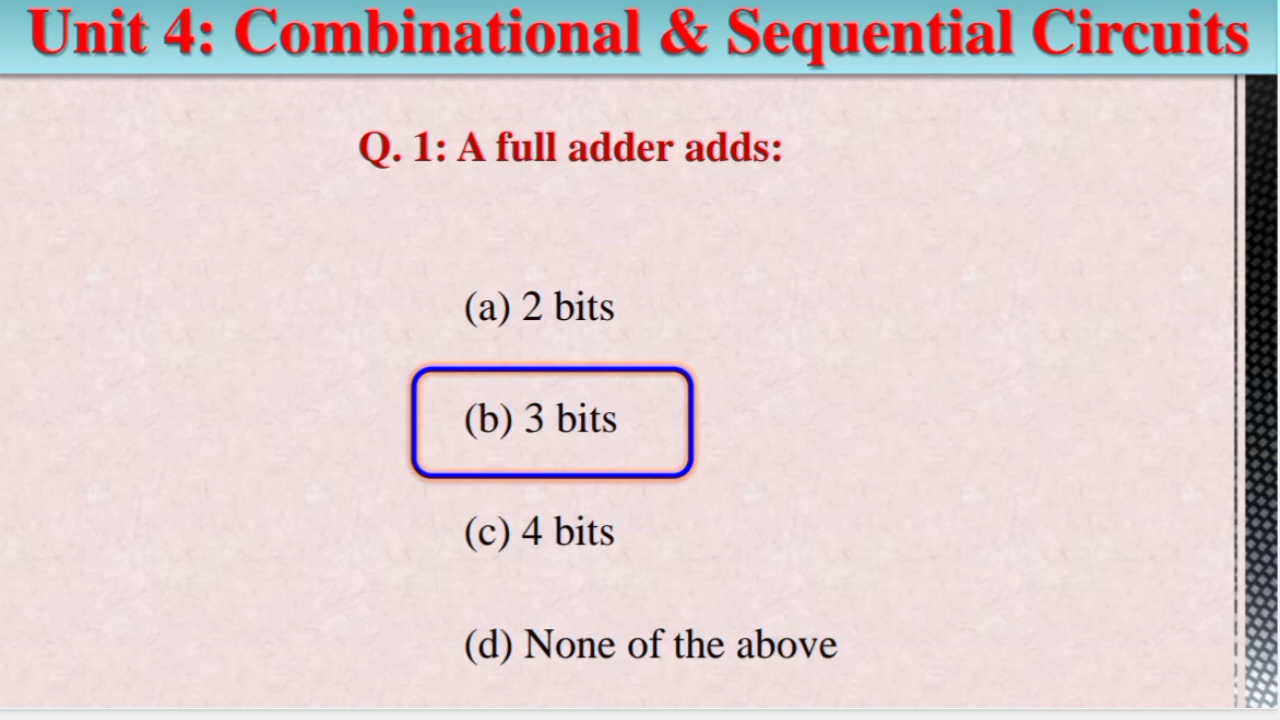 Unit 4: Combinational & Sequential Circuits
Q. 1: A full adder adds:
(a) 2 bits
(b) 3 bits
(c) 4 bits
(d) None of the above